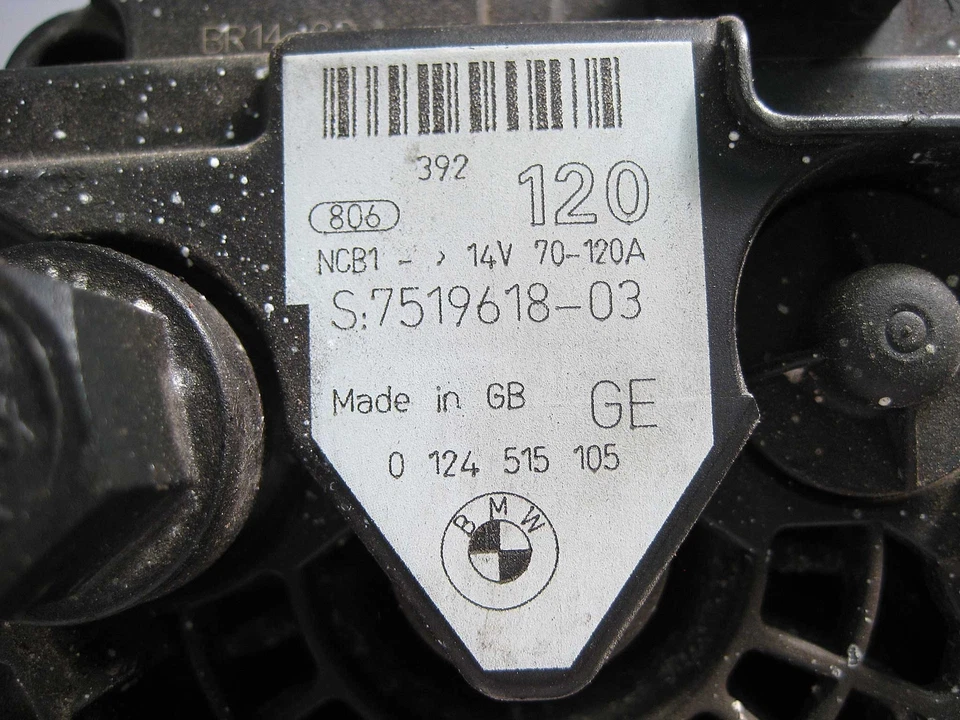 392
120
806
NCB1 - › 14V 70-120A
S:7519618-03
Made in GB GE
0 124 515 105
BMW